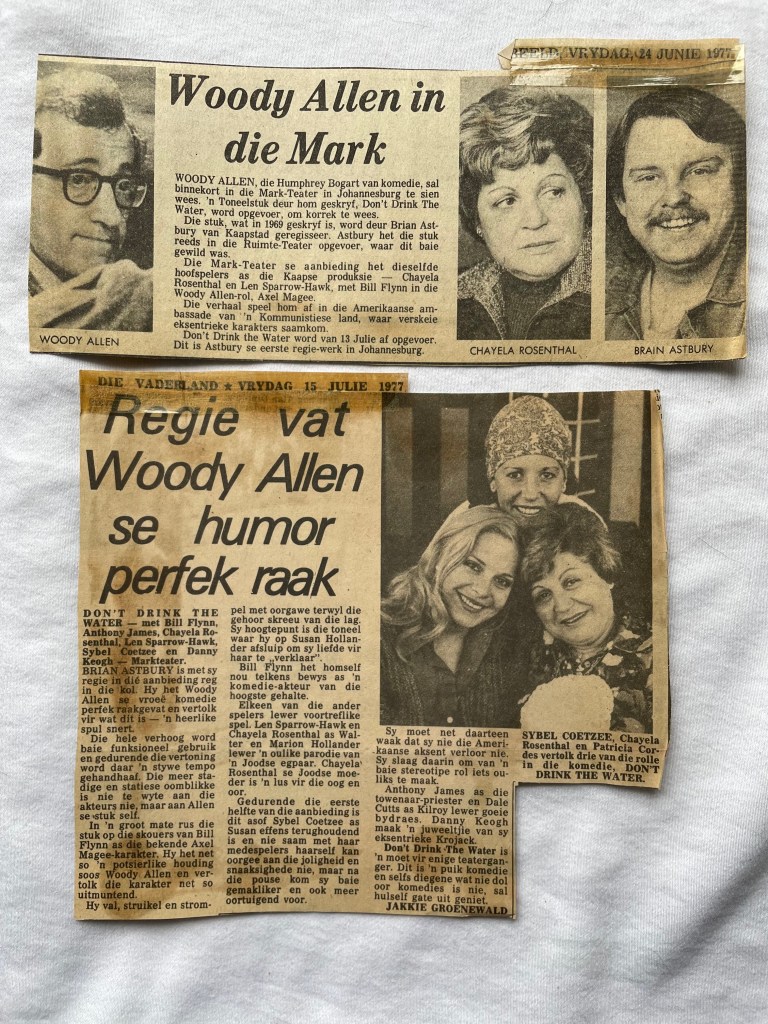 BEELD, VRYDAG, 24 JUNIE 1977
Woody Allen in
die Mark
WOODY ALLEN, die Humphrey Bogart van komedie, sal
binnekort in die Mark-Teater in Johannesburg te sien
wees. 'n Toneelstuk deur hom geskryf, Don't Drink The
Water, word opgevoer, om korrek te wees.
Die stuk, wat in 1969 geskryf is, word deur Brian Ast-
bury van Kaapstad geregisseer. Astbury het die stuk
reeds in die Ruimte-Teater opgevoer, waar dit baie
gewild was.
Die Mark-Teater se aanbieding het dieselfde
hoofspelers as die Kaapse produksie — Chayela
Rosenthal en Len Sparrow-Hawk, met Bill Flynn in die
Woody Allen-rol, Axel Magee.
Die verhaal speel hom af in die Amerikaanse am-
bassade van 'n Kommunistiese land, waar verskeie
eksentrieke karakters saamkom.
Don't Drink the Water word van 13 Julie af opgevoer.
Dit is Astbury se eerste regie-werk in Johannesburg.
WOODY ALLEN
CHAYELA ROSENTHAL
BRAIN ASTBURY
DIE VADERLAND ★ VRYDAG 15 JULIE 1977
Regie vat
Woody Allen
se humor
perfek raak
DON'T DRINK THE
WATER — met Bill Flynn,
Anthony James, Chayela Ro-
senthal, Len Sparrow-Hawk,
Sybel Coetzee en Danny
Keogh — Markteater.
BRIAN ASTBURY is met sy
regie in dié aanbieding reg
in die kol. Hy het Woody
Allen se vroeë komedie
perfek raakgevat en vertolk
vir wat dit is — 'n heerlike
spul snert.
Die hele verhoog word
baie funksioneel gebruik
en gedurende die vertoning
word daar 'n stywe tempo
gehandhaaf. Die meer sta-
dige en statiese oomblikke
is nie te wyte aan die
akteurs nie, maar aan Allen
se stuk self.
In 'n groot mate rus die
stuk op die skouers van Bill
Flynn as die bekende Axel
Magee-karakter. Hy het net
so 'n potsierlike houding
soos Woody Allen en ver-
tolk die karakter net so
uitmuntend.
Hy val, struikel en strom-
pel met oorgawe terwyl die
gehoor skreeu van die lag.
Sy hoogtepunt is die toneel
waar hy op Susan Hollan-
der afsluip om sy liefde vir
haar te „verklaar”.
Bill Flynn het homself
nou telkens bewys as 'n
komedie-akteur van die
hoogste gehalte.
Elkeen van die ander
spelers lewer voortreflike
spel. Len Sparrow-Hawk en
Chayela Rosenthal as Wal-
ter en Marion Hollander
lewer 'n oulike parodie van
'n Joodse egpaar. Chayela
Rosenthal se Joodse moe-
der is 'n lus vir die oog en
oor.
Gedurende die eerste
helfte van die aanbieding is
dit asof Sybel Coetzee as
Susan effens terughoudend
is en nie saam met haar
medespelers haarself kan
oorgee aan die joligheid en
snaaksighede nie, maar na
die pouse kom sy baie
gemakliker en ook meer
oortuigend voor.
Sy moet net daarteen
waak dat sy nie die Ameri-
kaanse aksent verloor nie.
Sy slaag daarin om van 'n
baie stereotipe rol iets ou-
liks te maak.
Anthony James as die
towenaar-priester en Dale
Cutts as Kilroy lewer goeie
bydraes. Danny Keogh
maak 'n juweeltjie van sy
eksentrieke Krojack.
Don't Drink The Water is
'n moet vir enige teatergan-
ger. Dit is 'n puik komedie
en selfs diegene wat nie dol
oor komedies is nie, sal
hulself gate uit geniet.
JAKKIE GROENEWALD
SYBEL COETZEE, Chayela
Rosenthal en Patricia Cor-
des vertolk drie van die rolle
in die komedie, DON'T
DRINK THE WATER.